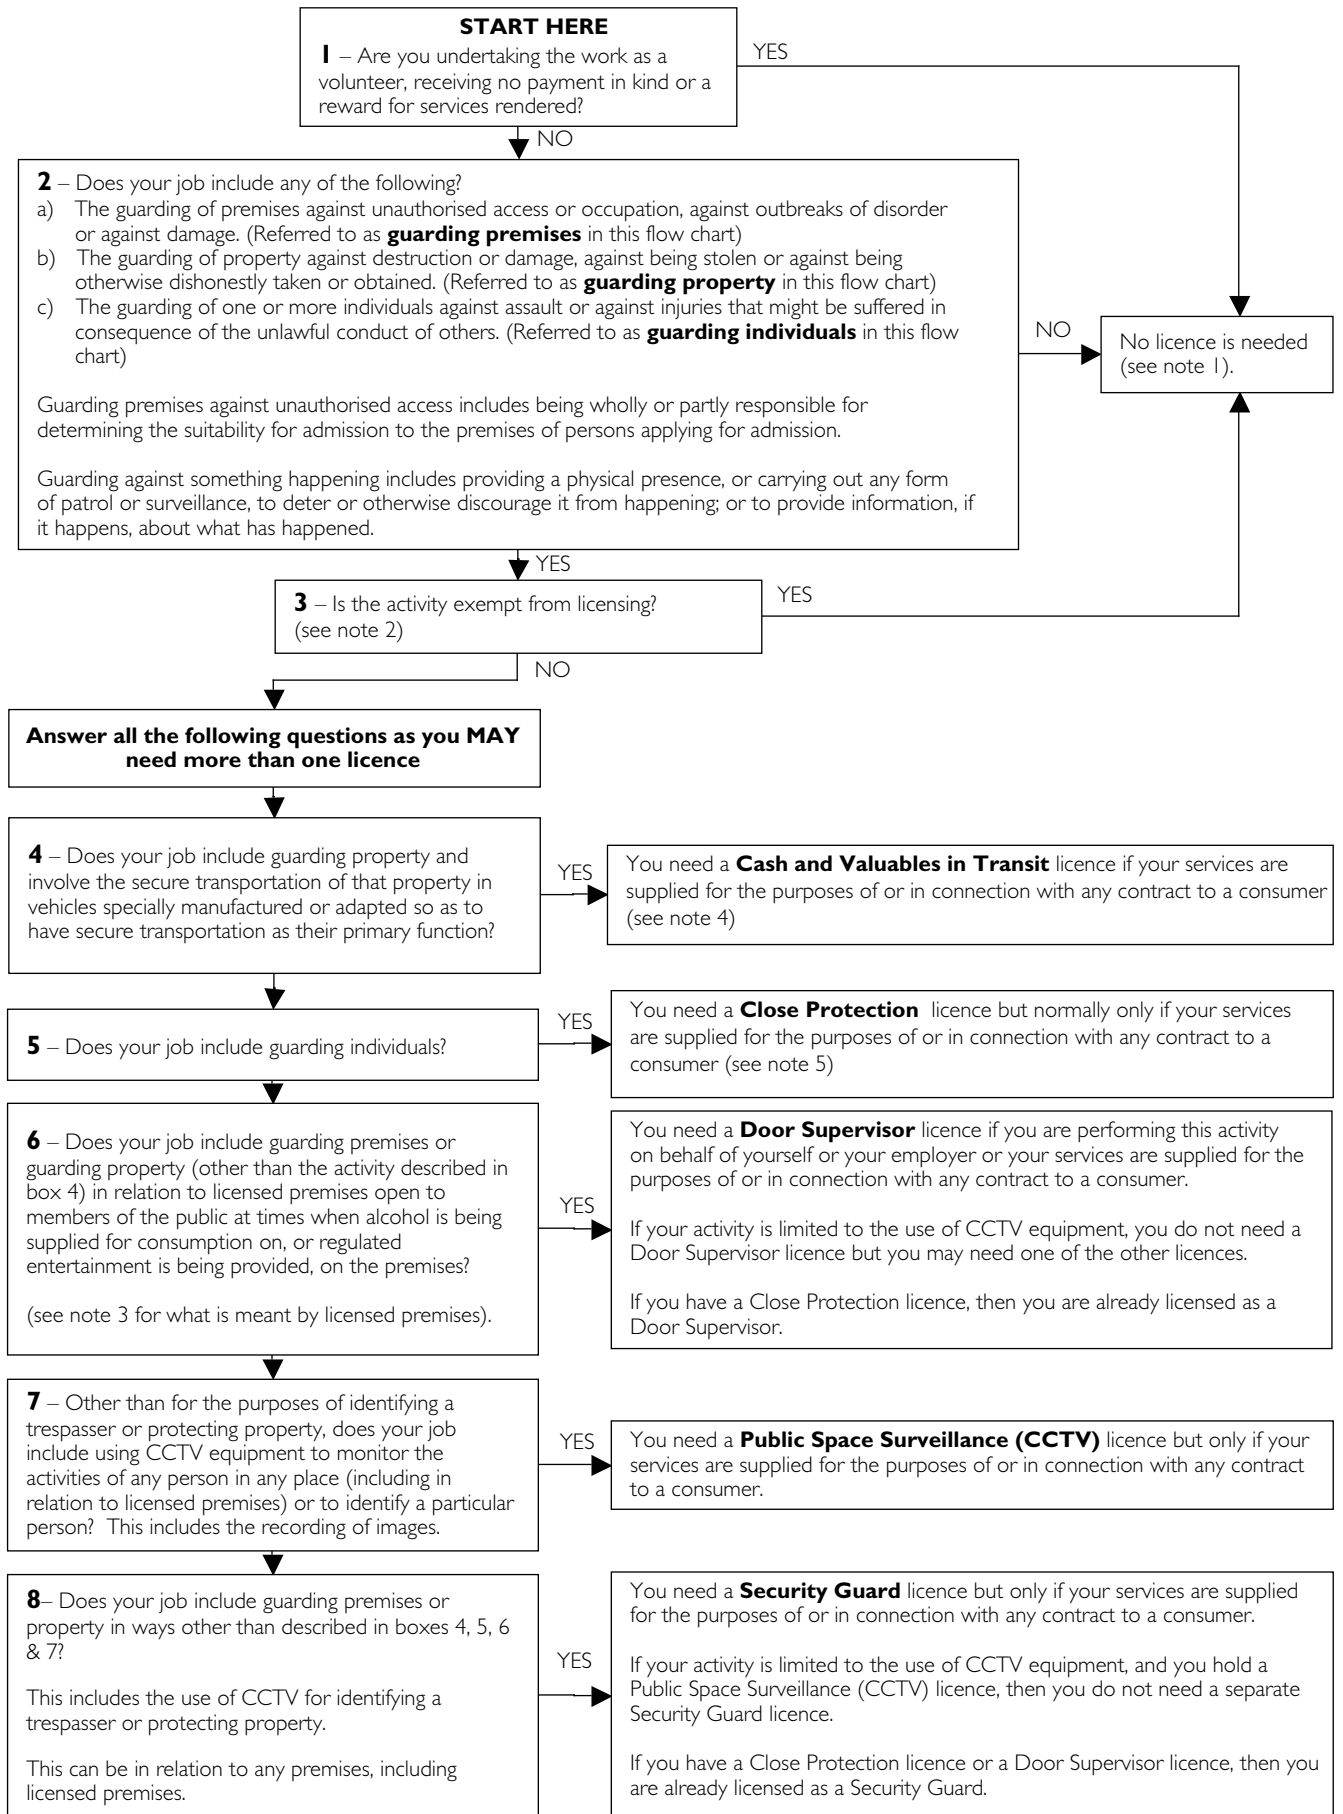 START HERE
1 – Are you undertaking the work as a
volunteer, receiving no payment in kind or a
reward for services rendered?
YES
NO
2 – Does your job include any of the following?
a) The guarding of premises against unauthorised access or occupation, against outbreaks of disorder
or against damage. (Referred to as guarding premises in this flow chart)
b) The guarding of property against destruction or damage, against being stolen or against being
otherwise dishonestly taken or obtained. (Referred to as guarding property in this flow chart)
c) The guarding of one or more individuals against assault or against injuries that might be suffered in
consequence of the unlawful conduct of others. (Referred to as guarding individuals in this flow
chart)
Guarding premises against unauthorised access includes being wholly or partly responsible for
determining the suitability for admission to the premises of persons applying for admission.
Guarding against something happening includes providing a physical presence, or carrying out any form
of patrol or surveillance, to deter or otherwise discourage it from happening; or to provide information, if
it happens, about what has happened.
NO
No licence is needed
(see note 1).
YES
3 – Is the activity exempt from licensing?
(see note 2)
YES
NO
Answer all the following questions as you MAY
need more than one licence
4 – Does your job include guarding property and
involve the secure transportation of that property in
vehicles specially manufactured or adapted so as to
have secure transportation as their primary function?
YES
You need a Cash and Valuables in Transit licence if your services are
supplied for the purposes of or in connection with any contract to a consumer
(see note 4)
5 – Does your job include guarding individuals?
YES
You need a Close Protection licence but normally only if your services
are supplied for the purposes of or in connection with any contract to a
consumer (see note 5)
6 – Does your job include guarding premises or
guarding property (other than the activity described in
box 4) in relation to licensed premises open to
members of the public at times when alcohol is being
supplied for consumption on, or regulated
entertainment is being provided, on the premises?
(see note 3 for what is meant by licensed premises).
YES
You need a Door Supervisor licence if you are performing this activity
on behalf of yourself or your employer or your services are supplied for the
purposes of or in connection with any contract to a consumer.
If your activity is limited to the use of CCTV equipment, you do not need a
Door Supervisor licence but you may need one of the other licences.
If you have a Close Protection licence, then you are already licensed as a
Door Supervisor.
7 – Other than for the purposes of identifying a
trespasser or protecting property, does your job
include using CCTV equipment to monitor the
activities of any person in any place (including in
relation to licensed premises) or to identify a particular
person? This includes the recording of images.
YES
You need a Public Space Surveillance (CCTV) licence but only if your
services are supplied for the purposes of or in connection with any contract
to a consumer.
8– Does your job include guarding premises or
property in ways other than described in boxes 4, 5, 6
& 7?
This includes the use of CCTV for identifying a
trespasser or protecting property.
This can be in relation to any premises, including
licensed premises.
YES
You need a Security Guard licence but only if your services are supplied
for the purposes of or in connection with any contract to a consumer.
If your activity is limited to the use of CCTV equipment, and you hold a
Public Space Surveillance (CCTV) licence, then you do not need a separate
Security Guard licence.
If you have a Close Protection licence or a Door Supervisor licence, then you
are already licensed as a Security Guard.